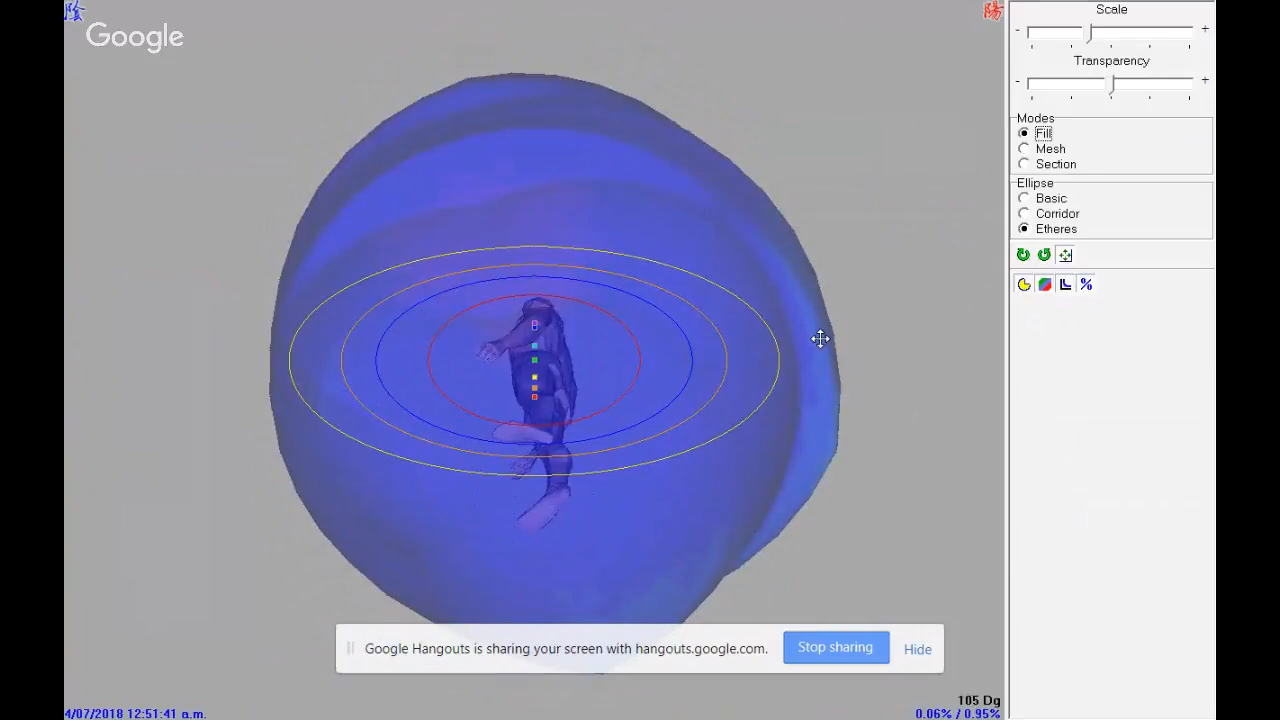 陰
陽
Google
Scale
- +
Transparency
- +
Modes
Fill
Mesh
Section
Ellipse
Basic
Corridor
Etheres
%
Google Hangouts is sharing your screen with hangouts.google.com.
Stop sharing
Hide
105 Dg
4/07/2018 12:51:41 a.m.
0.06% / 0.95%